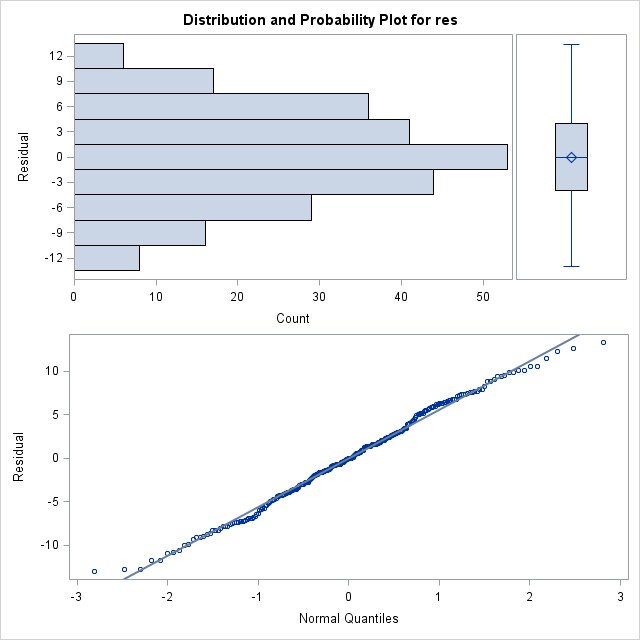 Distribution and Probability Plot for res
Residual
12
9
6
3
0
-3
-6
-9
-12
0 10 20 30 40 50
Count
Residual
10
5
0
-5
-10
-3 -2 -1 0 1 2 3
Normal Quantiles